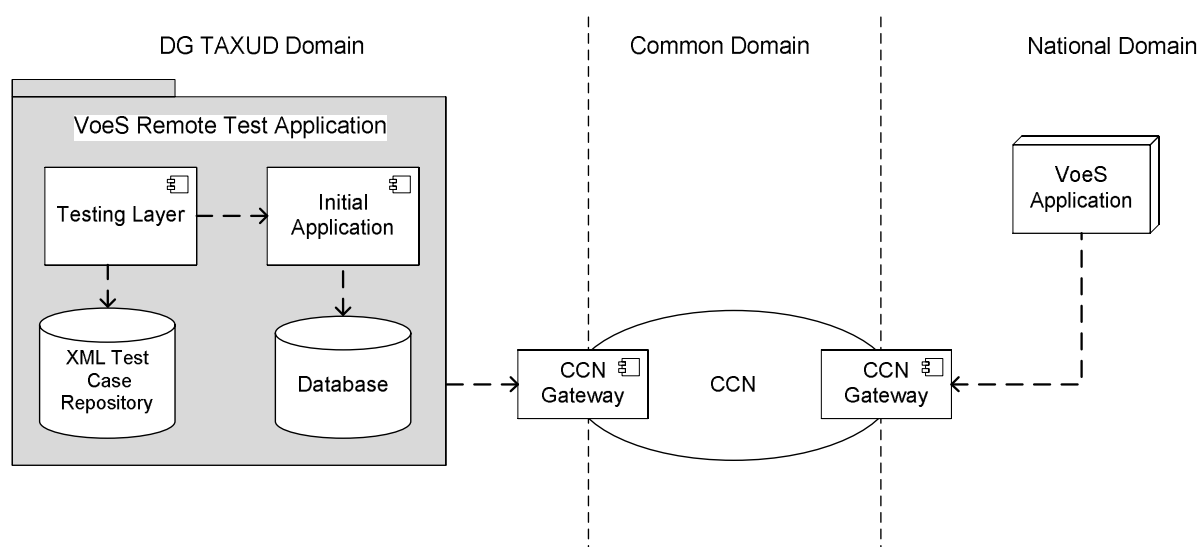 DG TAXUD Domain
Common Domain
National Domain
VoeS Remote Test Application
Testing Layer
Initial
Application
XML Test
Case
Repository
Database
CCN
Gateway
CCN
CCN
Gateway
VoeS
Application